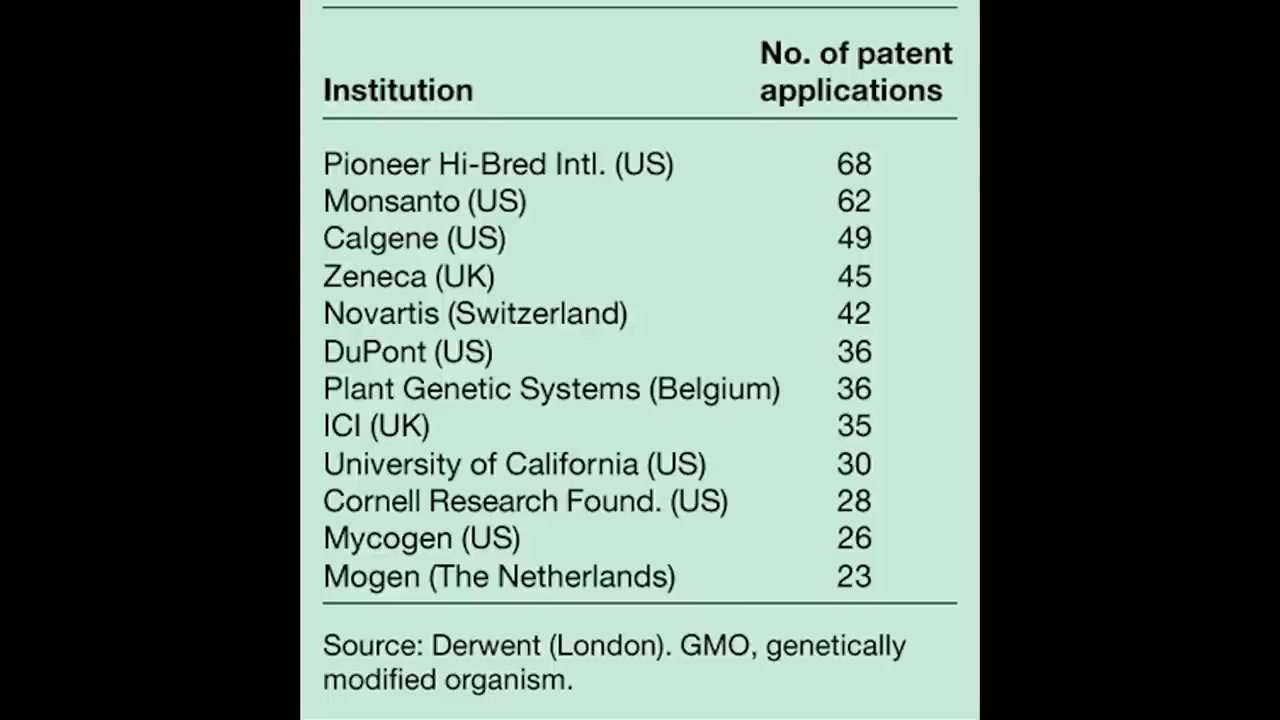 No. of patent
Institution applications
Pioneer Hi-Bred Intl. (US) 68
Monsanto (US) 62
Calgene (US) 49
Zeneca (UK) 45
Novartis (Switzerland) 42
DuPont (US) 36
Plant Genetic Systems (Belgium) 36
ICI (UK) 35
University of California (US) 30
Cornell Research Found. (US) 28
Mycogen (US) 26
Mogen (The Netherlands) 23
Source: Derwent (London). GMO, genetically
modified organism.